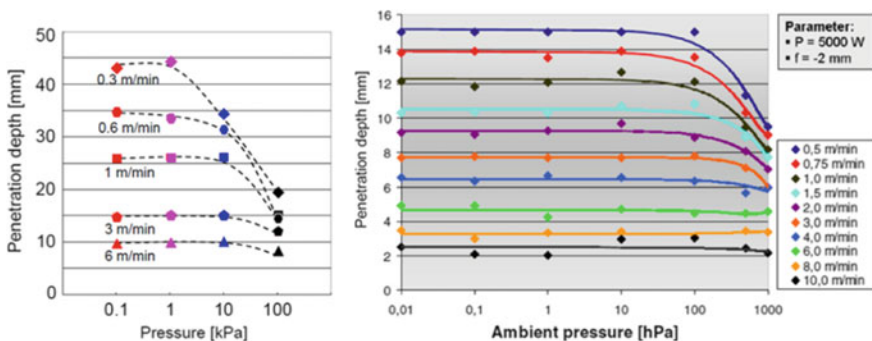 50
40
30
20
10
0
Penetration depth [mm]
0.3 m/min
0.6 m/min
1 m/min
3 m/min
6 m/min
0.1 1 10 100
Pressure [kPa]
16
14
12
10
8
6
4
2
0
Penetration depth [mm]
0,01 0,1 1 10 100 1000
Ambient pressure [hPa]
Parameter:
▪ P = 5000 W
▪ f = -2 mm
0,5 m/min
0,75 m/min
1,0 m/min
1,5 m/min
2,0 m/min
3,0 m/min
4,0 m/min
6,0 m/min
8,0 m/min
10,0 m/min